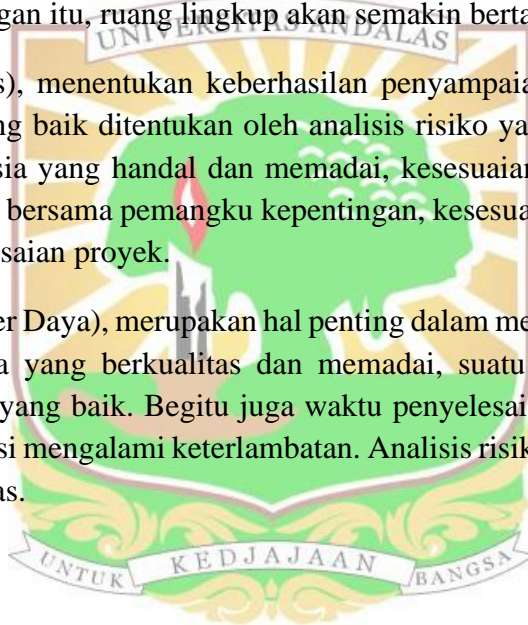 gan itu, ruang lingkup akan semakin berta
UNIVERSITAS ANDALAS
s), menentukan keberhasilan penyampaia
ng baik ditentukan oleh analisis risiko ya
sia yang handal dan memadai, kesesuaian
bersama pemangku kepentingan, kesesua
saian proyek.
er Daya), merupakan hal penting dalam me
a yang berkualitas dan memadai, suatu
yang baik. Begitu juga waktu penyelesai
si mengalami keterlambatan. Analisis risik
as.
UNTUK KEDJAJAAN BANGSA